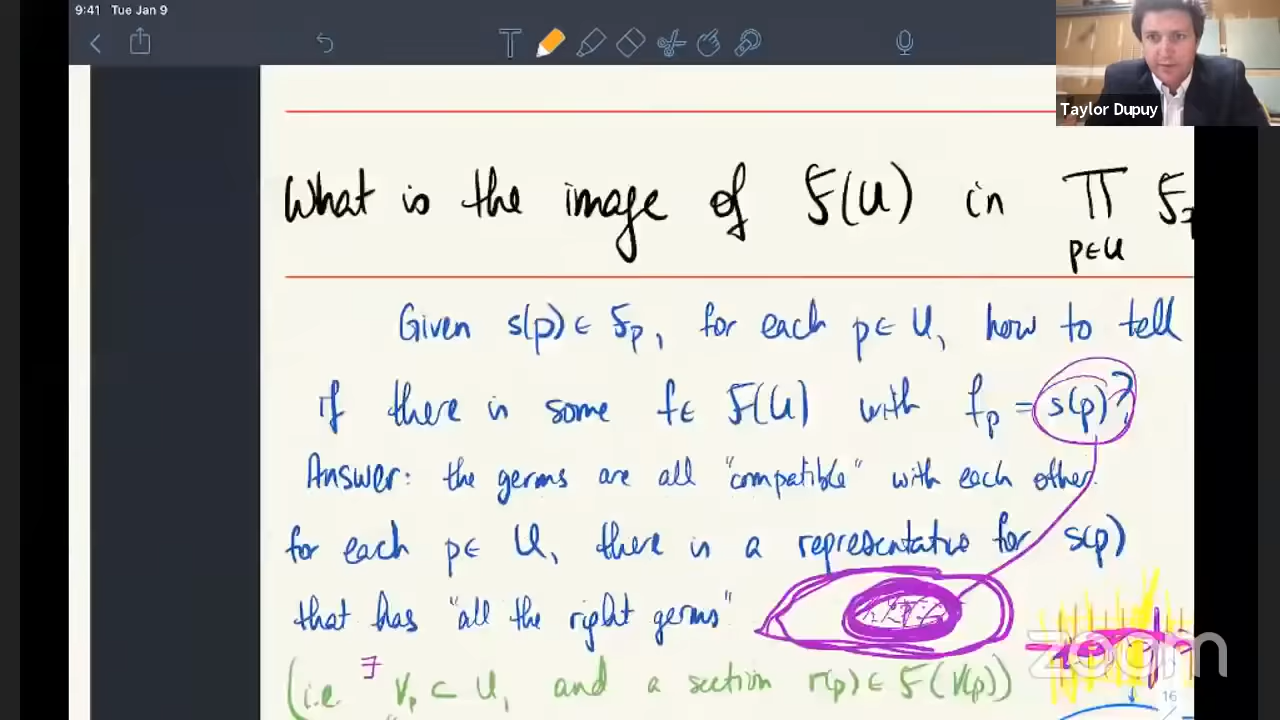 9:41 Tue Jan 9
Taylor Dupuy
What is the image of F(U) in ∏ F
p∈U
Given s(p) ∈ F_p, for each p∈ U, how to tell
if there is some f∈ F(U) with f_p = s(p)?
Answer: the germs are all "compatible" with each other.
for each p∈ U, there is a representative for s(p)
that has "all the right germs"
(i.e. ∃ V_p ⊂ U, and a section r(p) ∈ F(V(p))
zoom
16